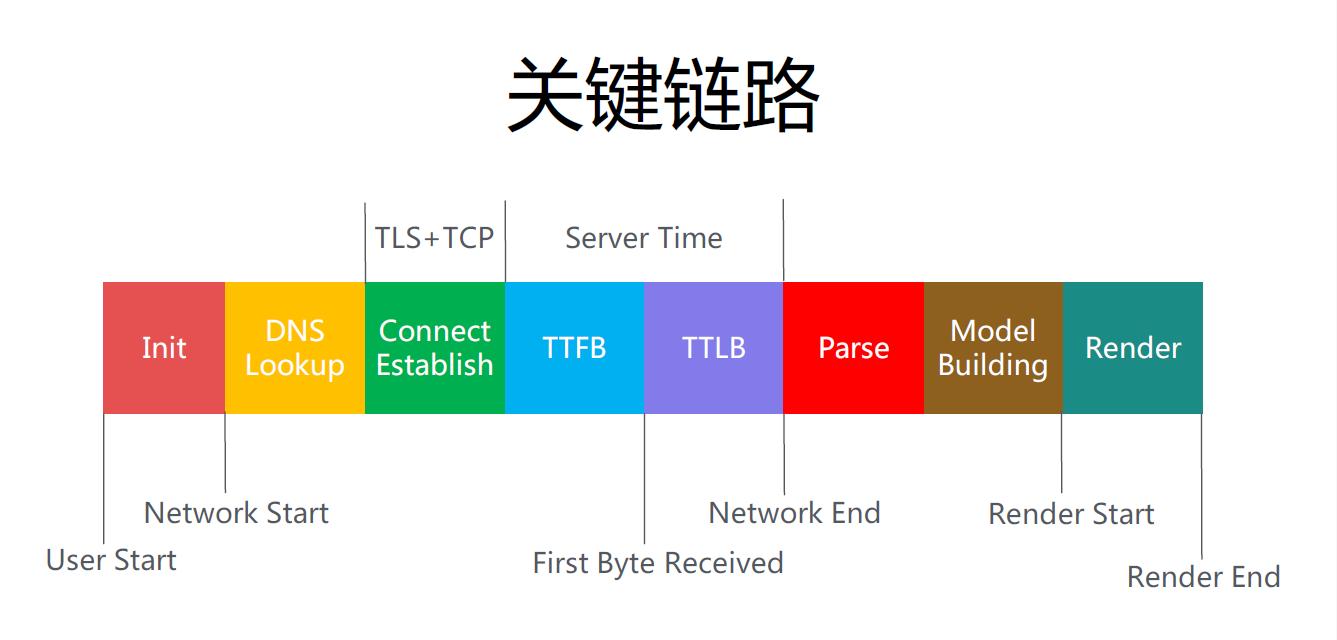 关键链路
TLS+TCP
Server Time
Init
DNS
Lookup
Connect
Establish
TTFB
TTLB
Parse
Model
Building
Render
Network Start
Network End
Render Start
User Start
First Byte Received
Render End